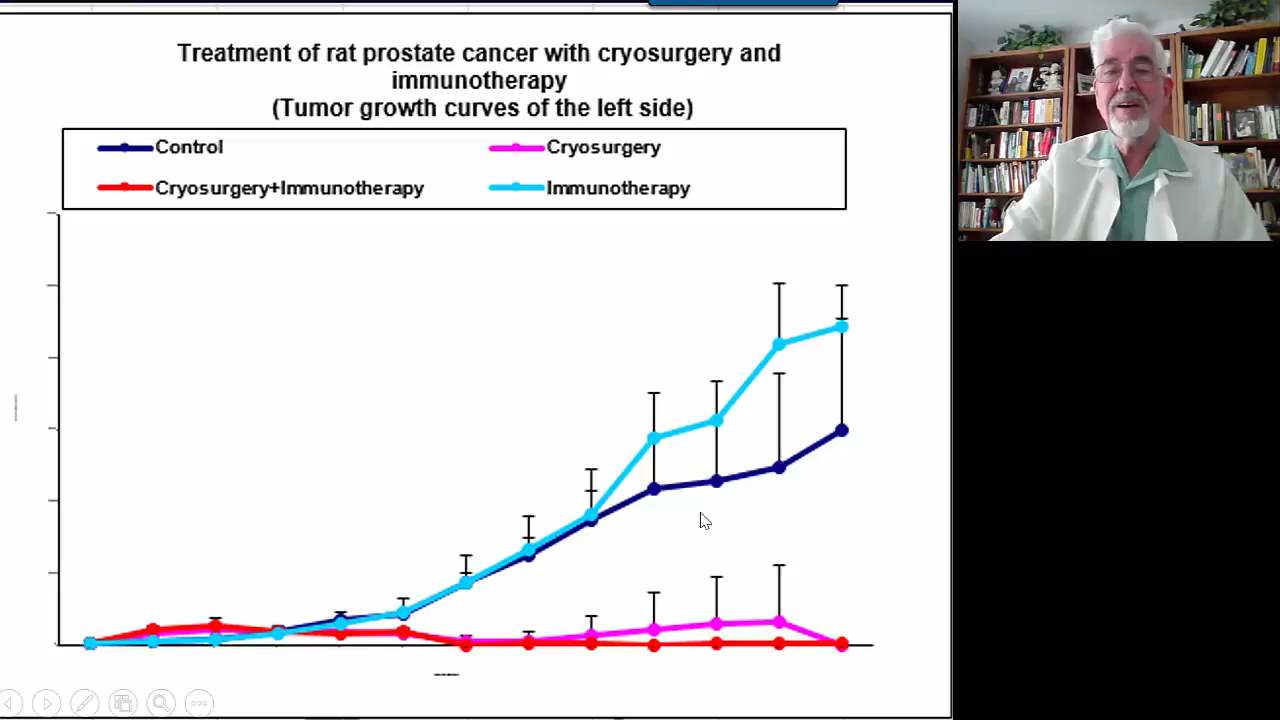 Treatment of rat prostate cancer with cryosurgery and
immunotherapy
(Tumor growth curves of the left side)
Control
Cryosurgery
Cryosurgery+Immunotherapy
Immunotherapy